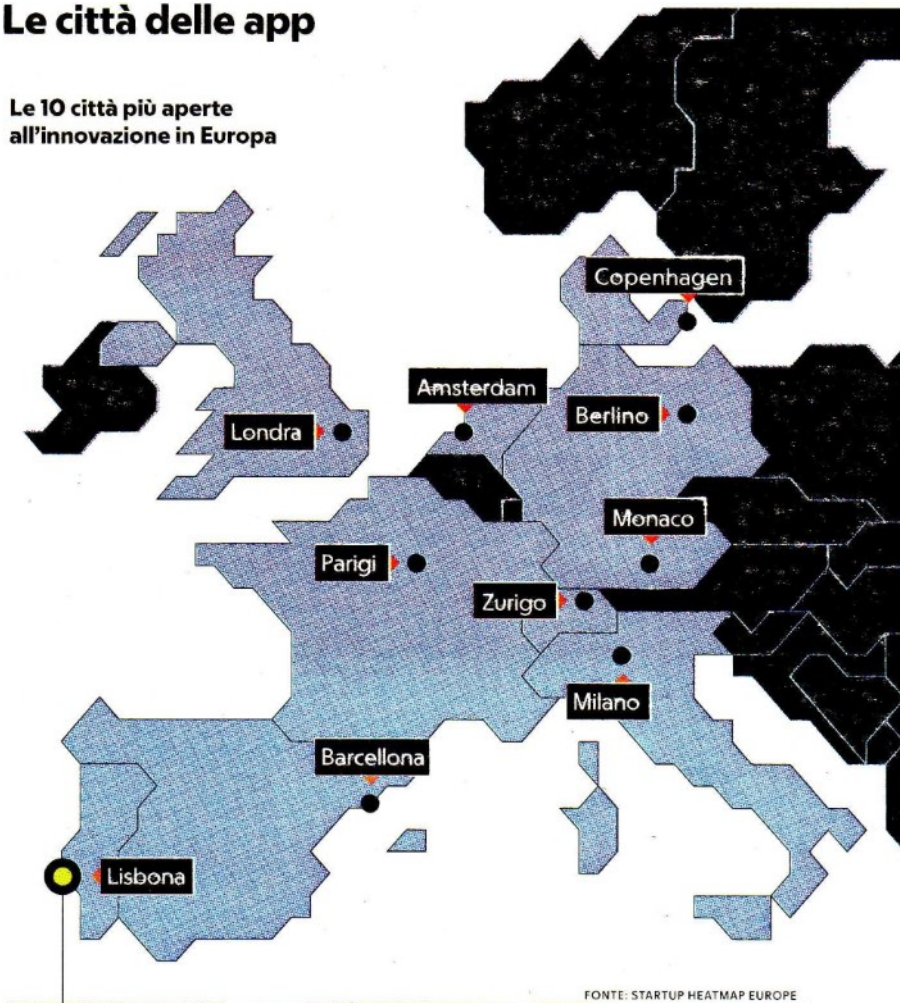 Le città delle app
Le 10 città più aperte
all'innovazione in Europa
Copenhagen
Amsterdam
Berlino
Londra
Monaco
Parigi
Zurigo
Milano
Barcellona
Lisbona
FONTE: STARTUP HEATMAP EUROPE